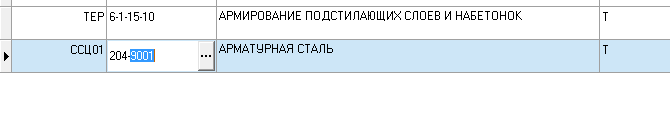 ТЕР 6-1-15-10 АРМИРОВАНИЕ ПОДСТИЛАЮЩИХ СЛОЕВ И НАБЕТОНОК Т
ССЦ01 204-9001 ... АРМАТУРНАЯ СТАЛЬ Т